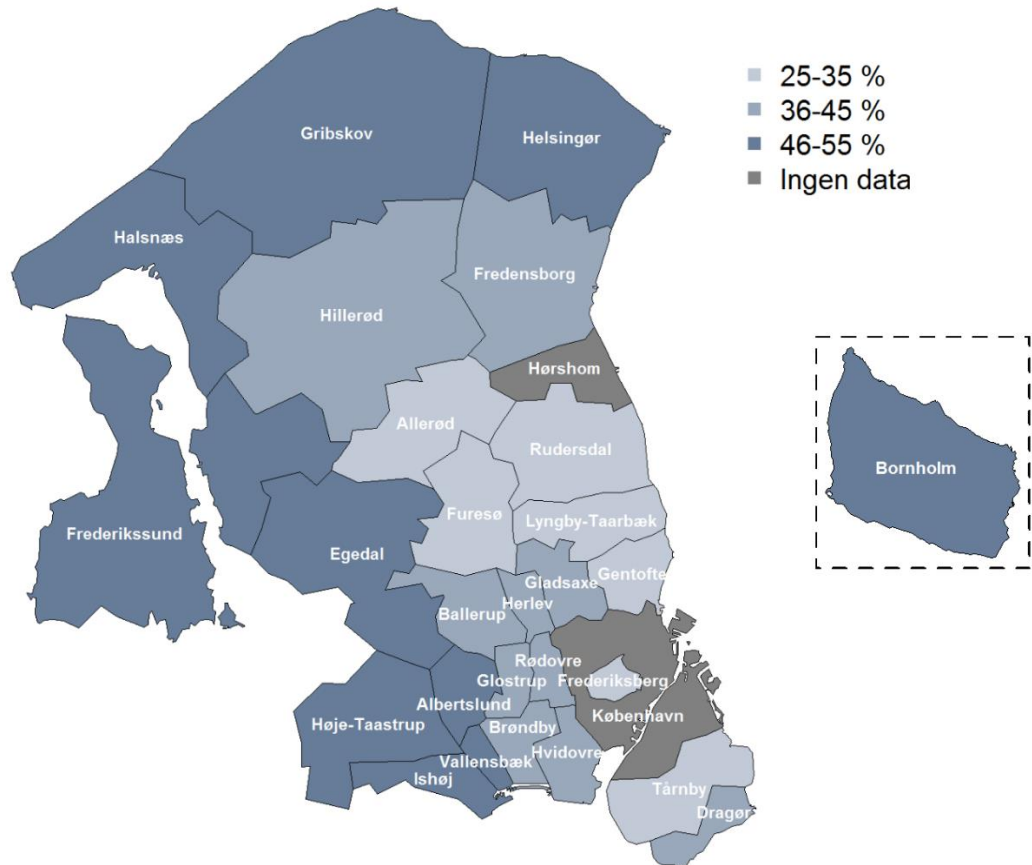 25-35 %
36-45 %
46-55 %
Ingen data
Gribskov
Helsingør
Halsnæs
Fredensborg
Hillerød
Hørshom
Allerød
Rudersdal
Bornholm
Furesø
Lyngby-Taarbæk
Frederikssund
Egedal
Gentofte
Gladsaxe
Herlev
Ballerup
Rødovre
Glostrup
Frederiksberg
Albertslund
København
Høje-Taastrup
Brøndby
Hvidovre
Vallensbæk
Ishøj
Tårnby
Dragør